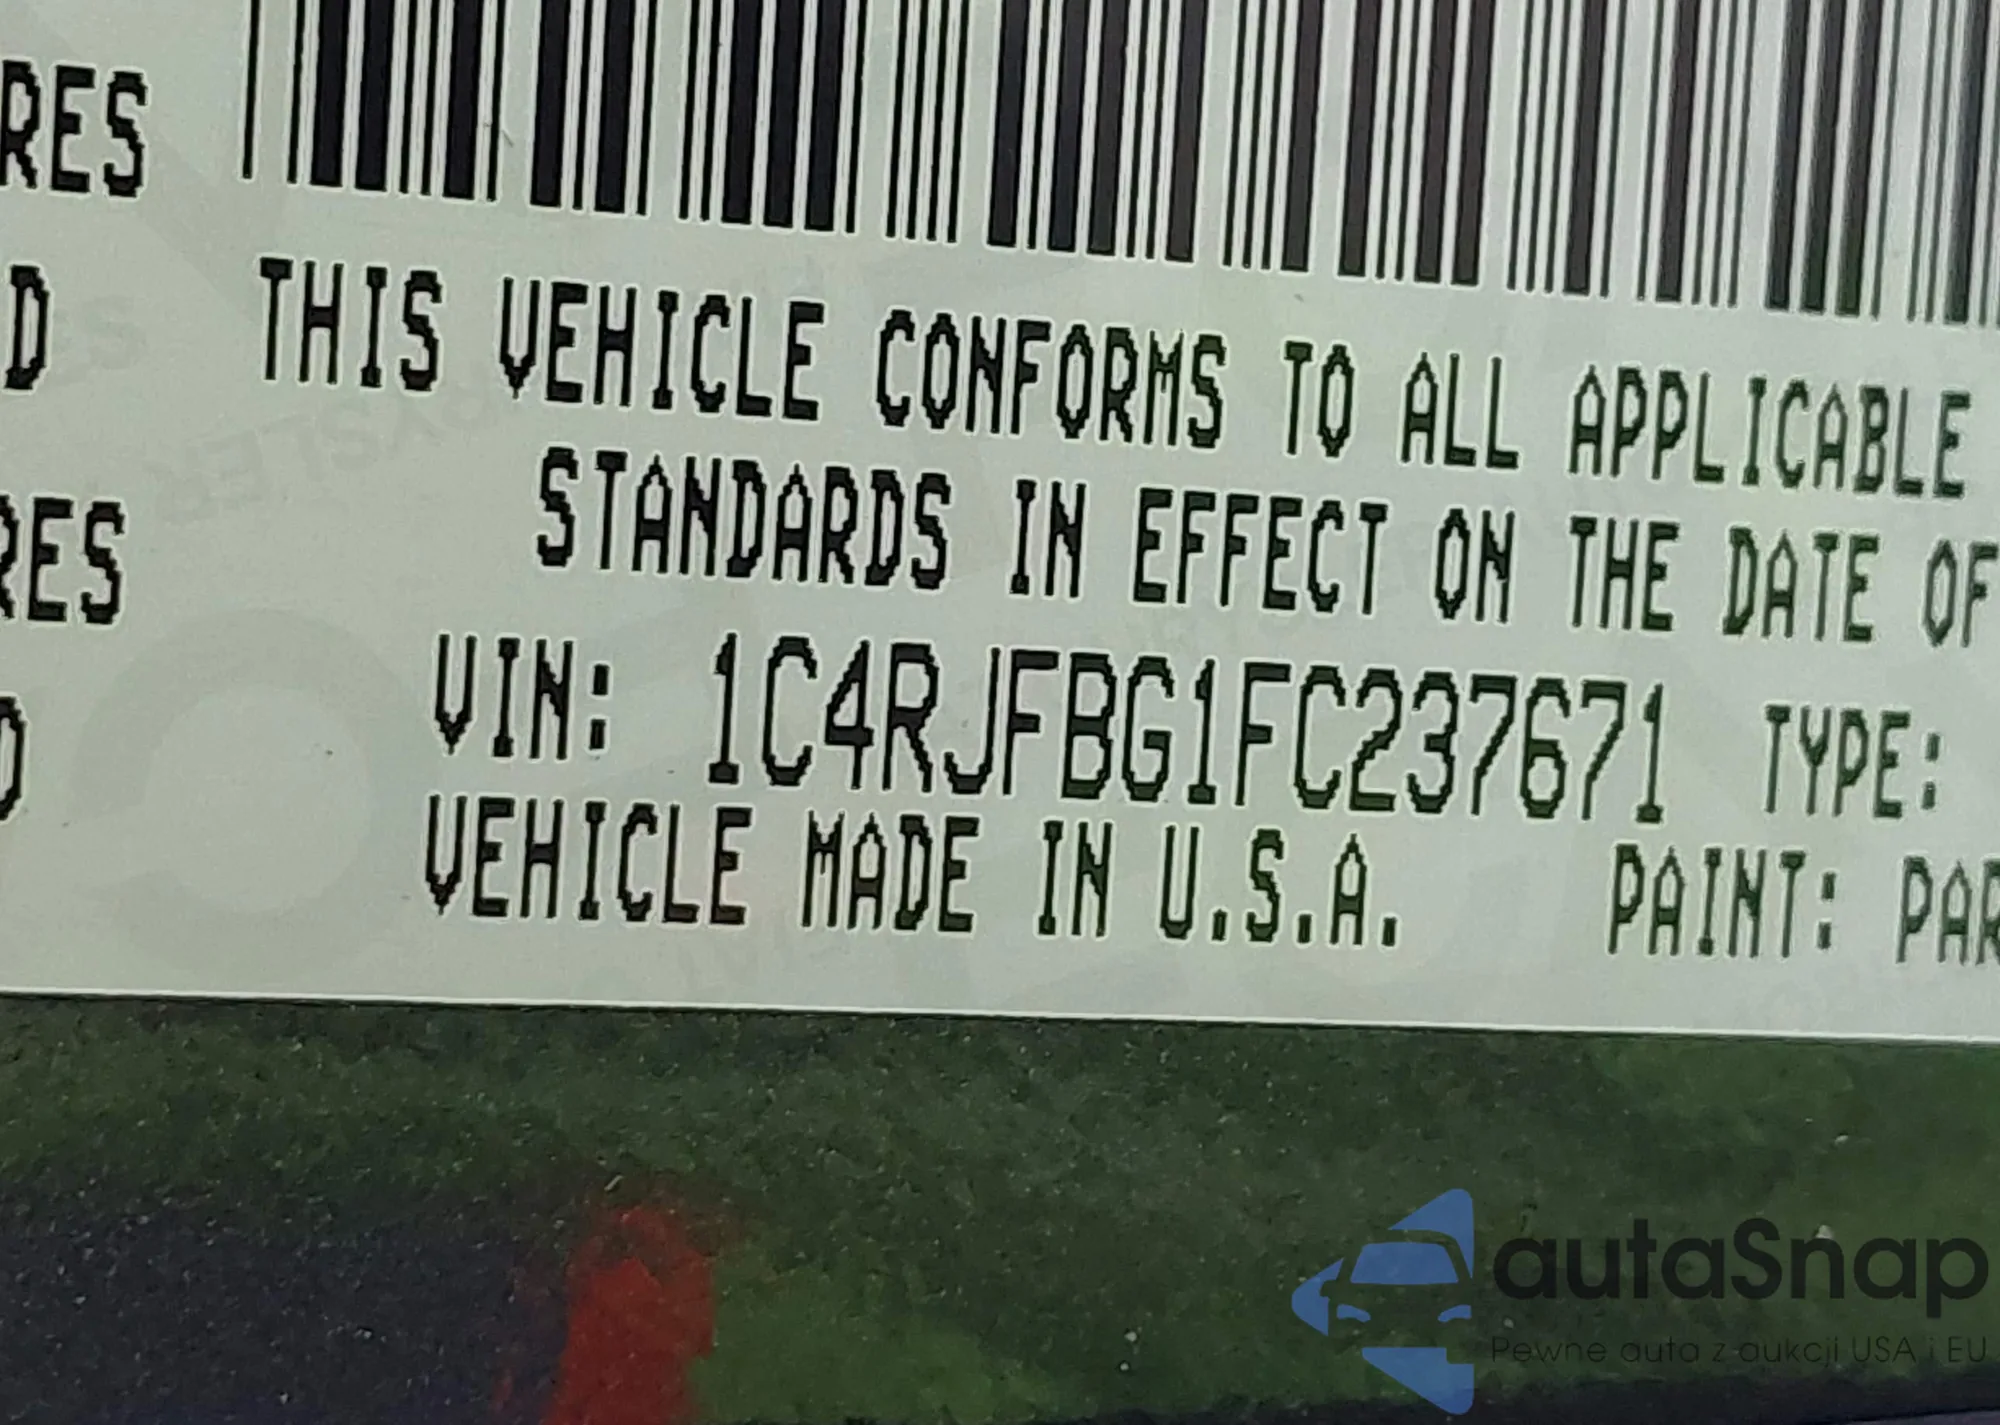 RES
D THIS VEHICLE CONFORMS TO ALL APPLICABLE
STANDARDS IN EFFECT ON THE DATE OF
RES
VIN: 1C4RJFBG1FC237671 TYPE:
D
VEHICLE MADE IN U.S.A. PAINT: PAR
autaSnap
Pewne auta z aukcji USA i EU